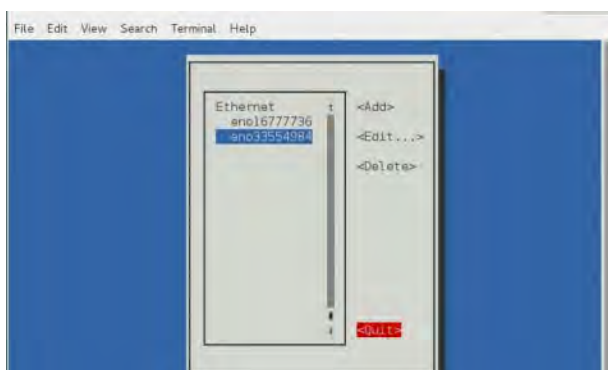 File Edit View Search Terminal Help
Ethernet
eno16777736
eno33554984
<Add>
<Edit...>
<Delete>
<Quit>